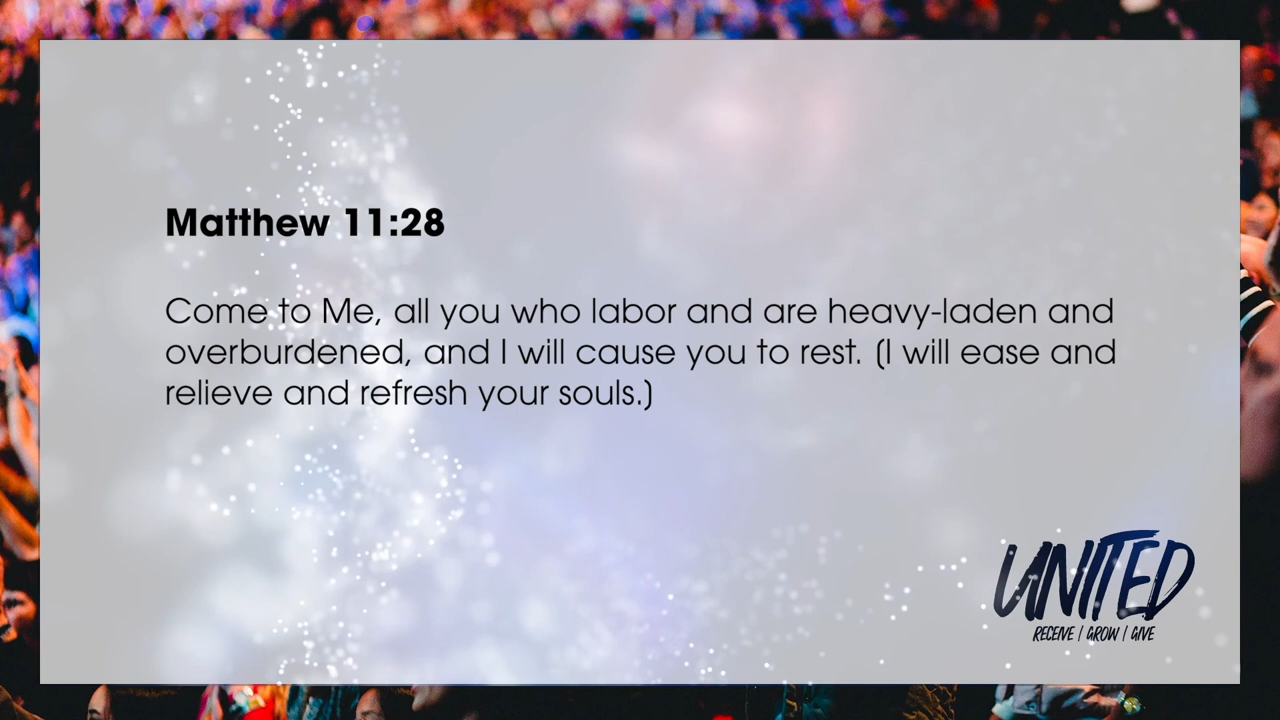 Matthew 11:28
Come to Me, all you who labor and are heavy-laden and
overburdened, and I will cause you to rest. (I will ease and
relieve and refresh your souls.)
UNITED
RECEIVE / GROW / GIVE